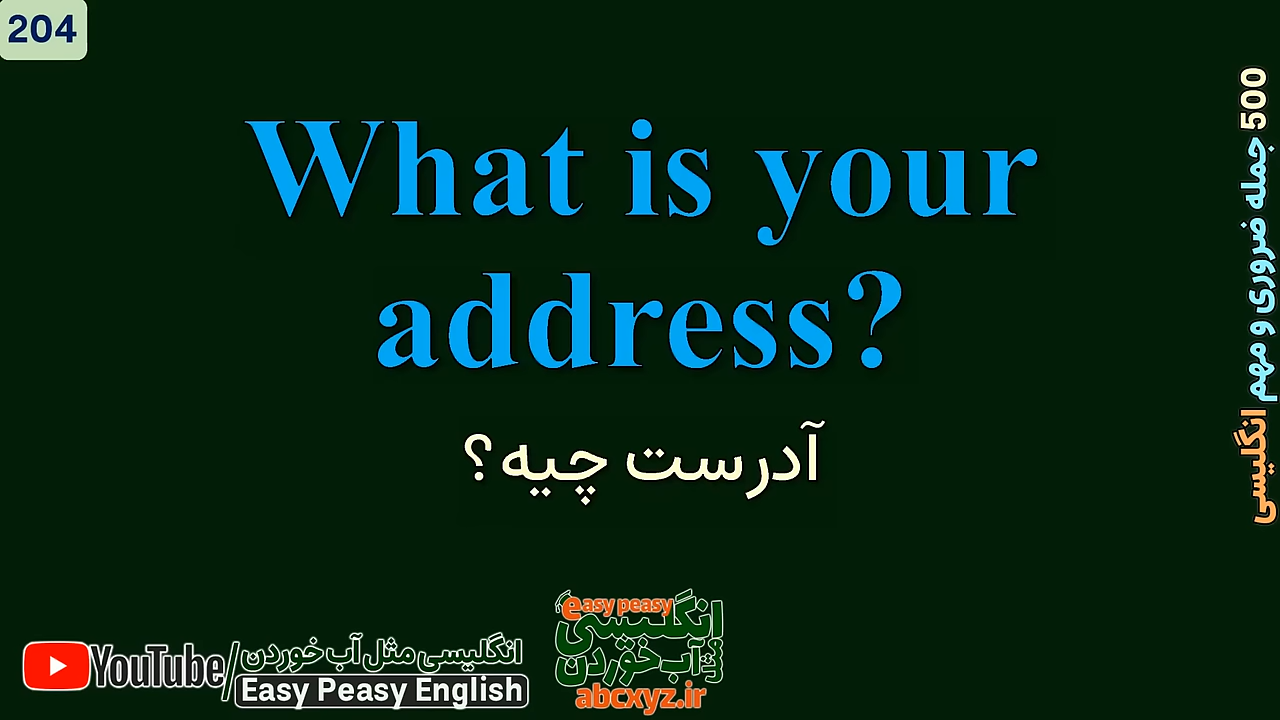 204
What is your
address?
آدرست چیه؟
500 جمله ضروری و مهم انگلیسی
YouTube/انگلیسی مثل آب خوردن
Easy Peasy English
easy peasy
انگلیسی
مثل آب خوردن
abcxyz.ir